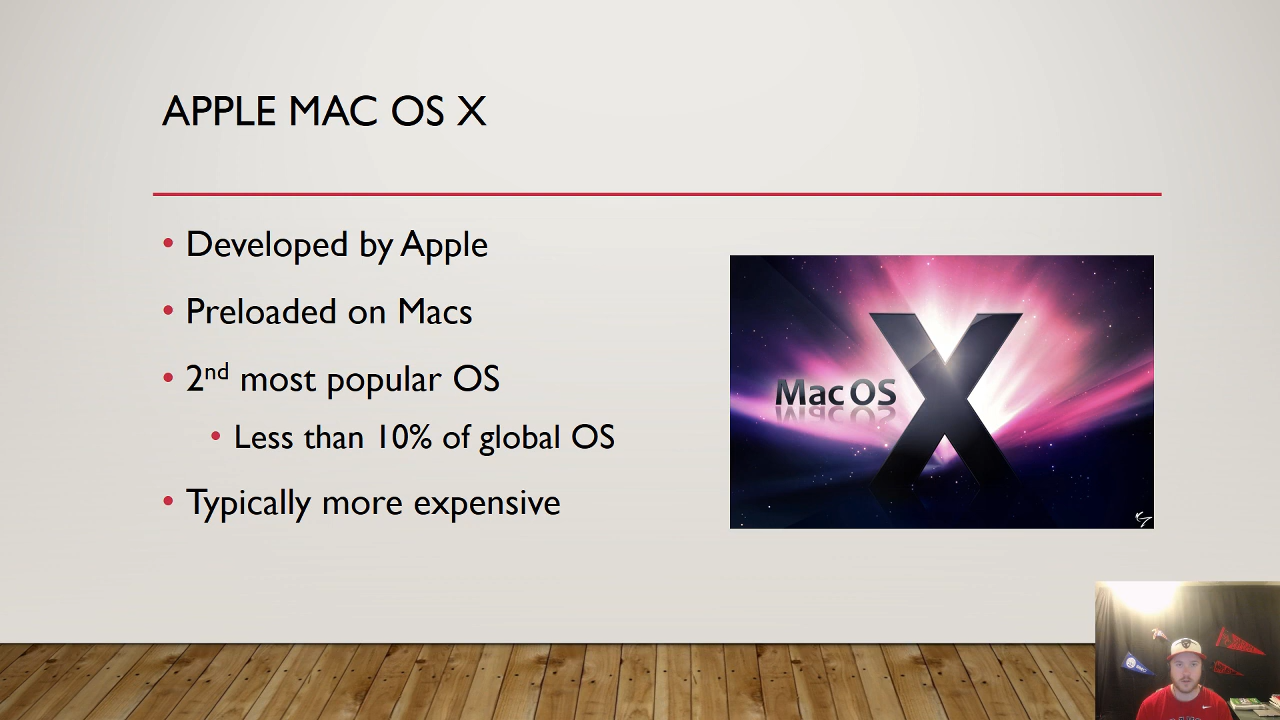 APPLE MAC OS X
• Developed by Apple
• Preloaded on Macs
• 2nd most popular OS
• Less than 10% of global OS
• Typically more expensive
Mac OS X